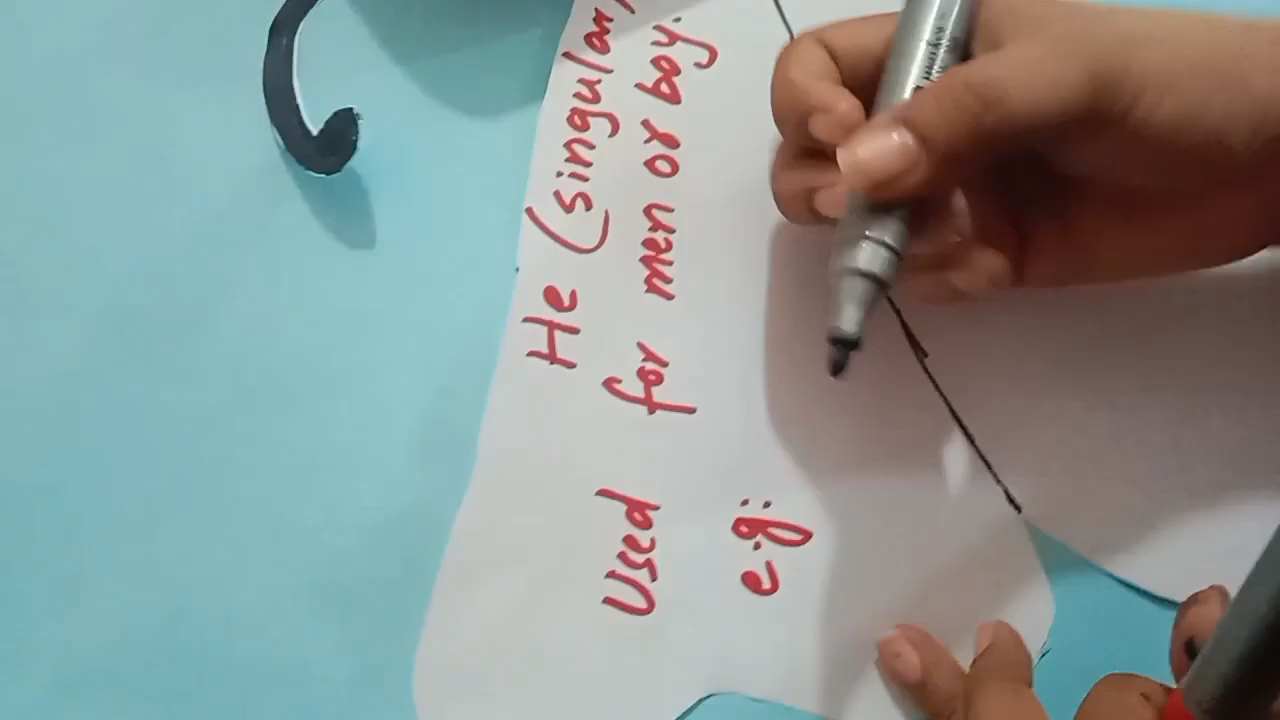 He (singular)
Used for men or boy.
e.g: